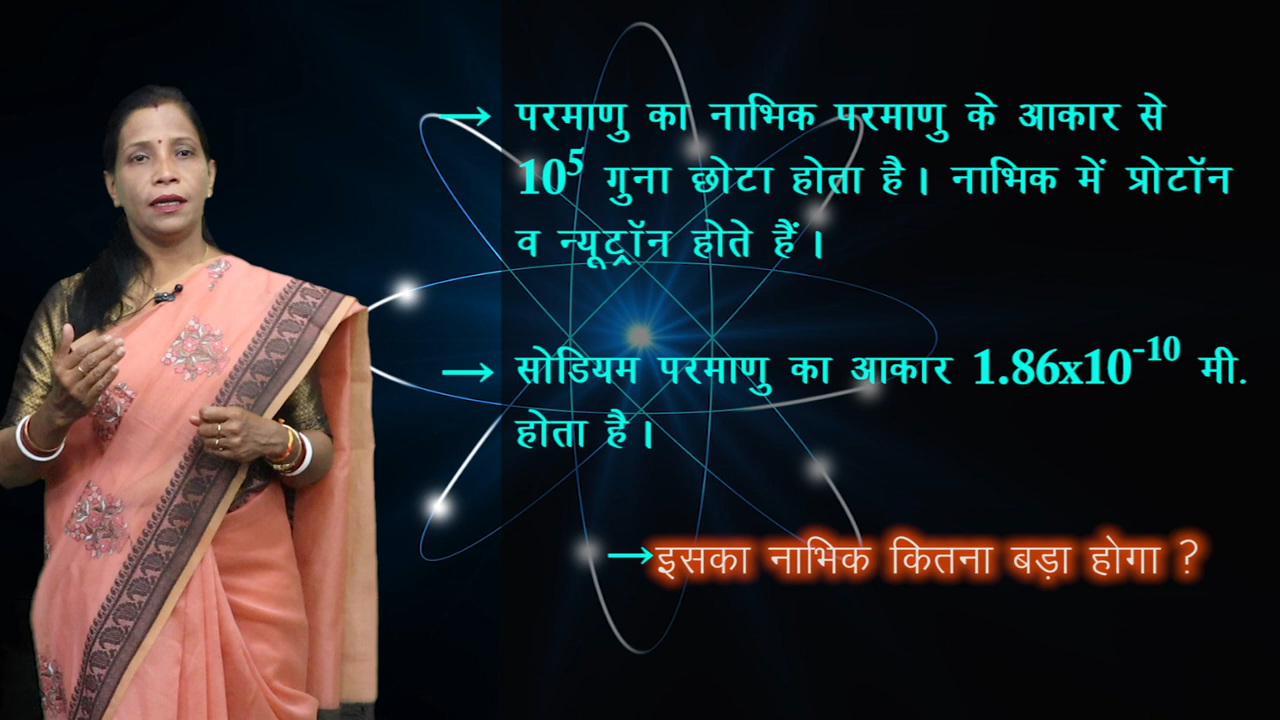 → परमाणु का नाभिक परमाणु के आकार से
10⁵ गुना छोटा होता है। नाभिक में प्रोटॉन
व न्यूट्रॉन होते हैं।
→ सोडियम परमाणु का आकार 1.86x10⁻¹⁰ मी.
होता है।
→इसका नाभिक कितना बड़ा होगा ?